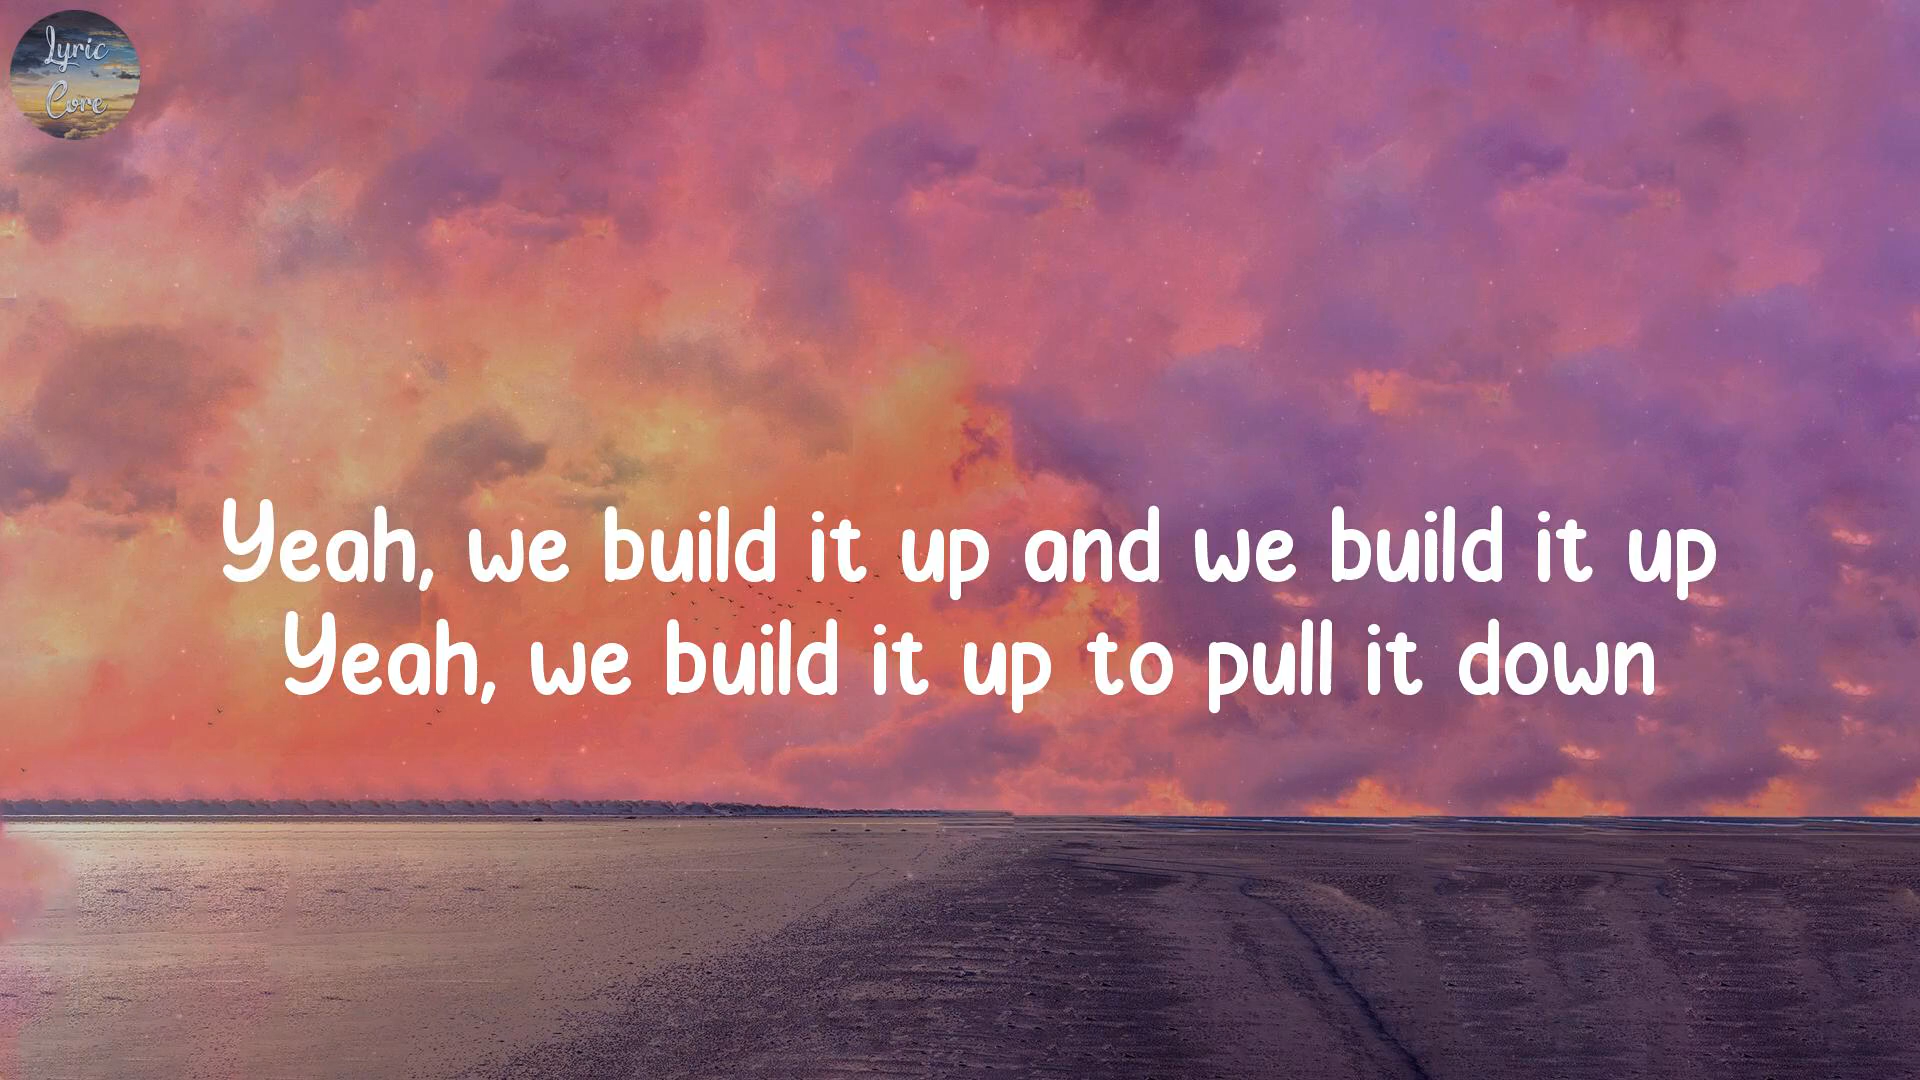 Lyric
Core
Yeah, we build it up and we build it up
Yeah, we build it up to pull it down